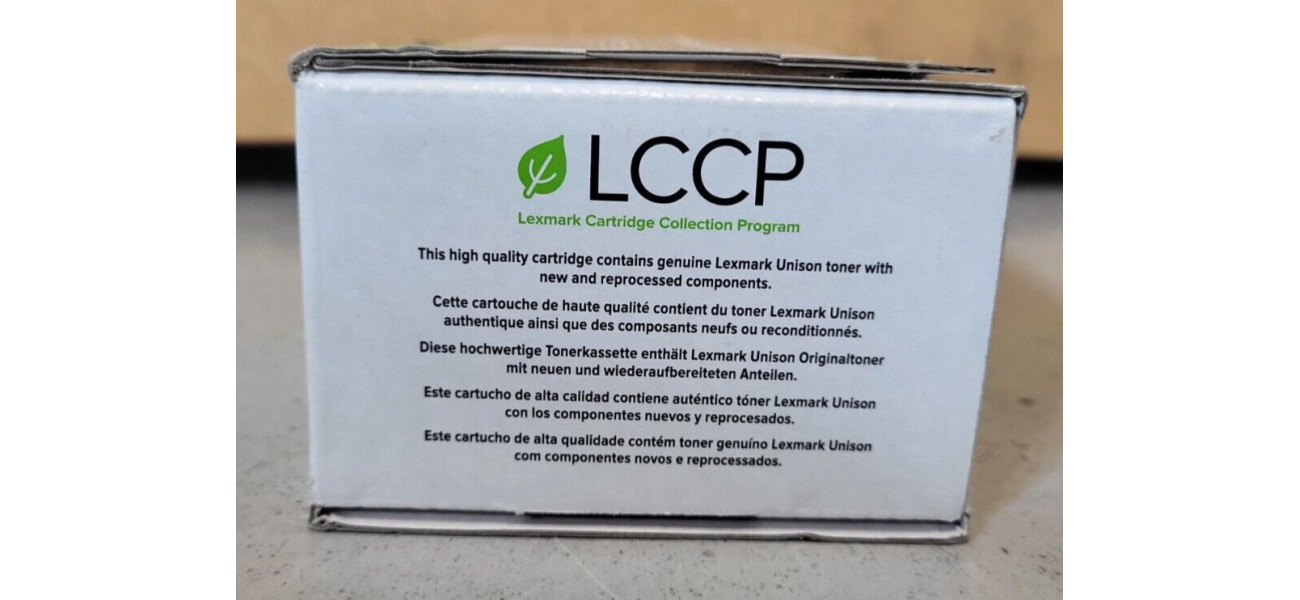 LCCP
Lexmark Cartridge Collection Program
This high quality cartridge contains genuine Lexmark Unison toner with
new and reprocessed components.
Cette cartouche de haute qualité contient du toner Lexmark Unison
authentique ainsi que des composants neufs ou reconditionnés.
Diese hochwertige Tonerkassette enthält Lexmark Unison Originaltoner
mit neuen und wiederaufbereiteten Anteilen.
Este cartucho de alta calidad contiene auténtico tóner Lexmark Unison
con los componentes nuevos y reprocesados.
Este cartucho de alta qualidade contém toner genuíno Lexmark Unison
com componentes novos e reprocessados.